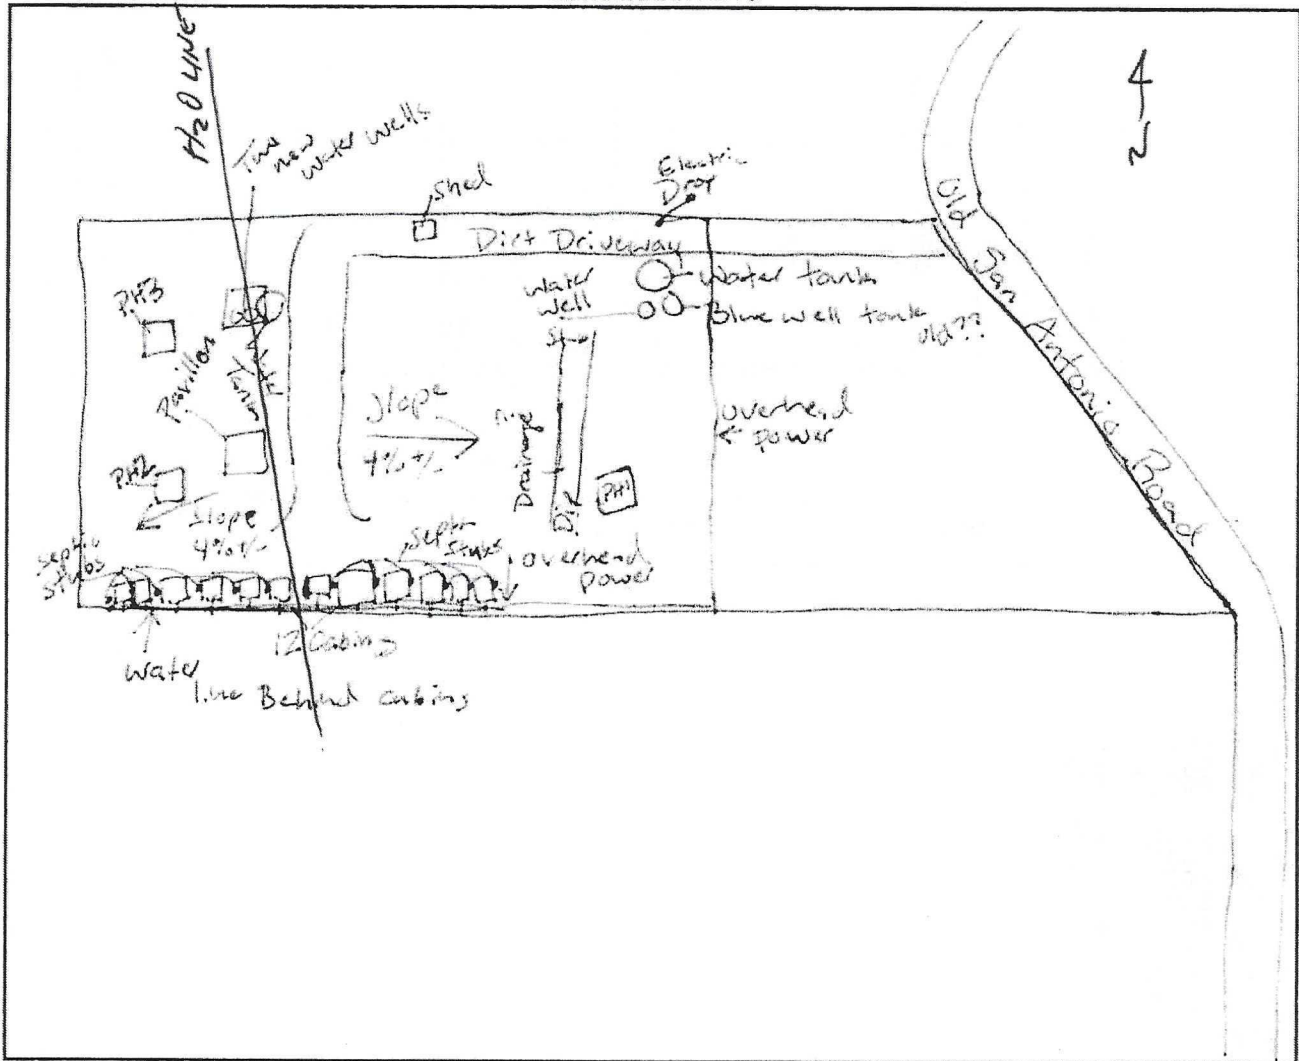 H2O LINE
Two
new
water wells
Shed
Electric
Drop
N
Old San Antonio Road
Dirt Driveway
Water tank
Water
well
Blue well tank
old??
PH3
Pavillon
Slope
4% +/-
Drainage
Dip
PH1
overhead
power
PH2
Slope
4% +/-
Septic
Stubs
Septic
Stubs
overhead
power
12 Cabins
Water
line Behind cabins